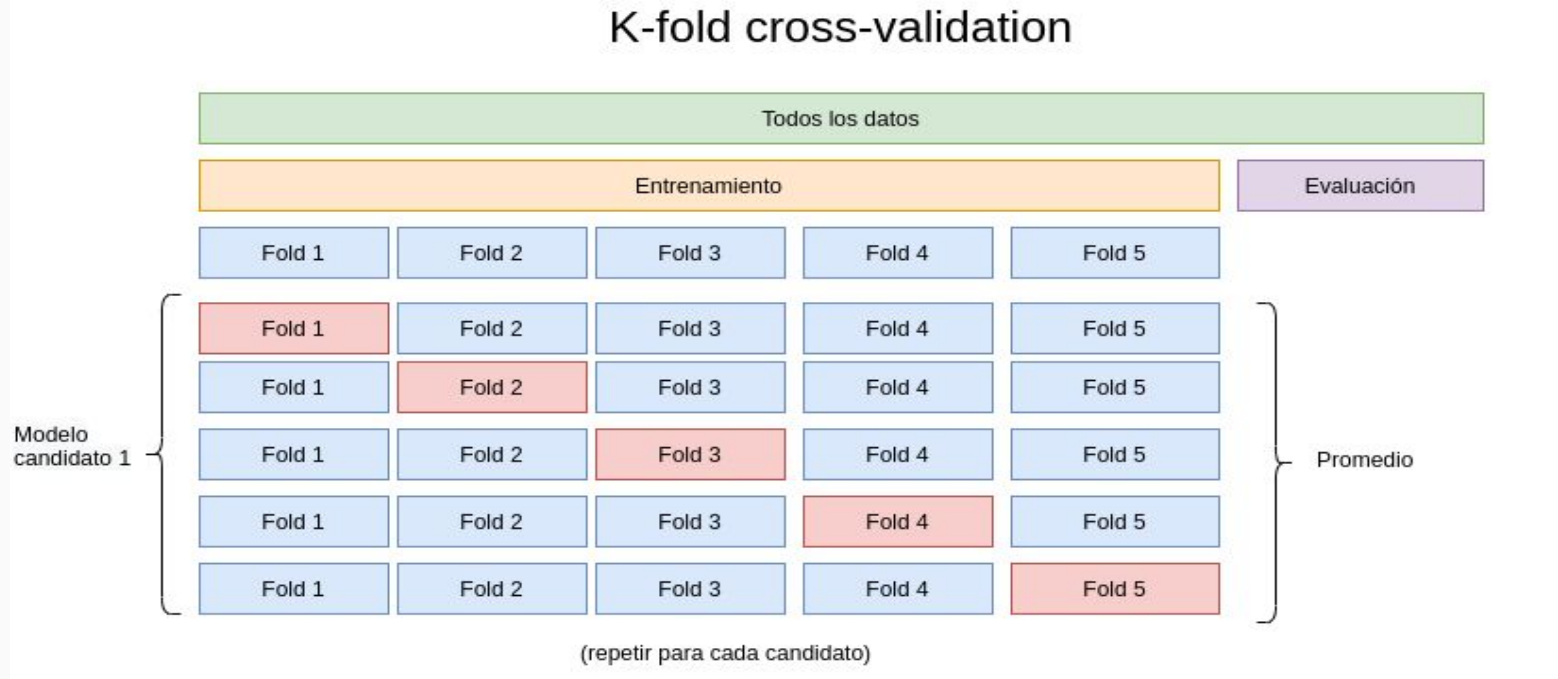 K-fold cross-validation
Todos los datos
Entrenamiento Evaluación
Fold 1 Fold 2 Fold 3 Fold 4 Fold 5
Fold 1 Fold 2 Fold 3 Fold 4 Fold 5
Fold 1 Fold 2 Fold 3 Fold 4 Fold 5
Modelo
candidato 1
Fold 1 Fold 2 Fold 3 Fold 4 Fold 5
Promedio
Fold 1 Fold 2 Fold 3 Fold 4 Fold 5
Fold 1 Fold 2 Fold 3 Fold 4 Fold 5
(repetir para cada candidato)